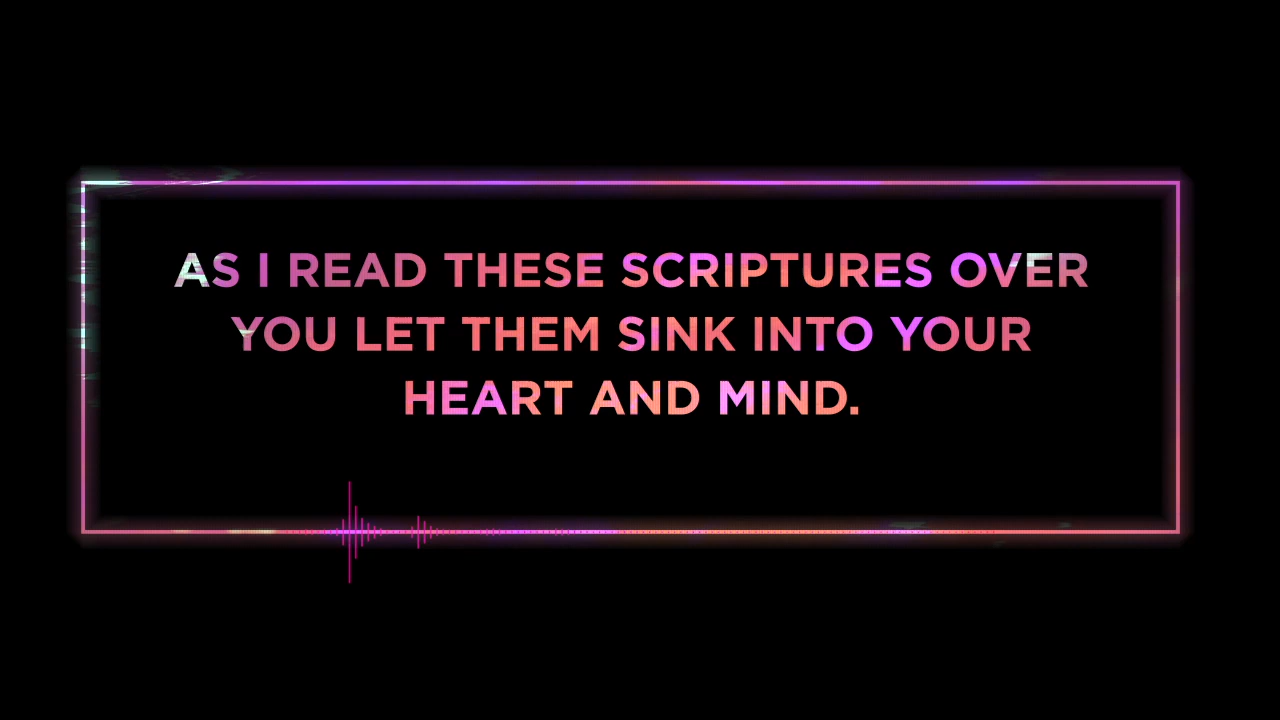 AS I READ THESE SCRIPTURES OVER
YOU LET THEM SINK INTO YOUR
HEART AND MIND.